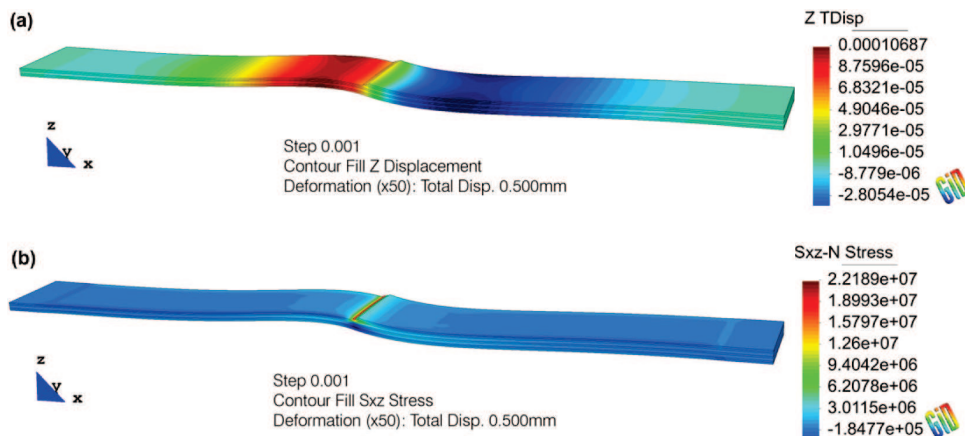 (a)
Z TDisp
0.00010687
8.7596e-05
6.8321e-05
4.9046e-05
2.9771e-05
1.0496e-05
-8.779e-06
-2.8054e-05
GiD
z
y
x
Step 0.001
Contour Fill Z Displacement
Deformation (x50): Total Disp. 0.500mm
(b)
Sxz-N Stress
2.2189e+07
1.8993e+07
1.5797e+07
1.26e+07
9.4042e+06
6.2078e+06
3.0115e+06
-1.8477e+05
GiD
z
y
x
Step 0.001
Contour Fill Sxz Stress
Deformation (x50): Total Disp. 0.500mm